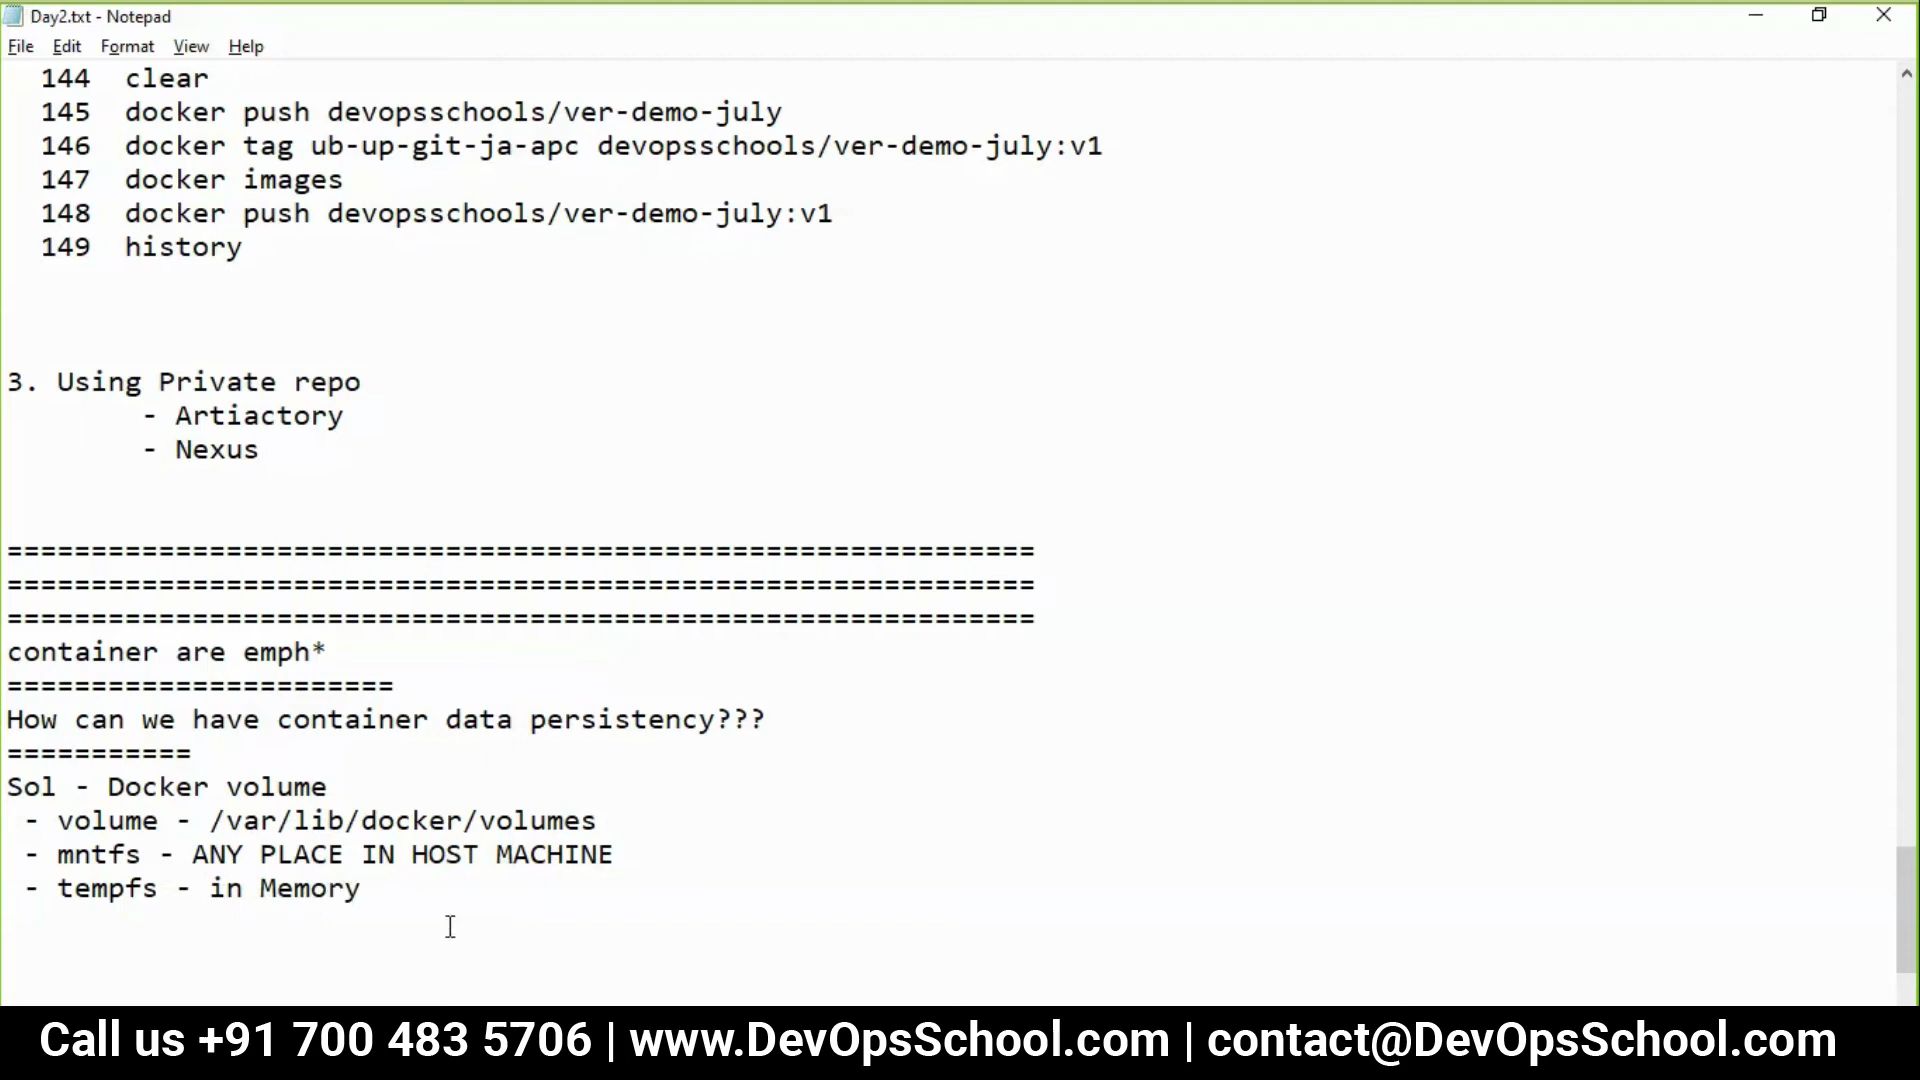 Day2.txt - Notepad
File Edit Format View Help
144 clear
145 docker push devopsschools/ver-demo-july
146 docker tag ub-up-git-ja-apc devopsschools/ver-demo-july:v1
147 docker images
148 docker push devopsschools/ver-demo-july:v1
149 history
3. Using Private repo
- Artiactory
- Nexus
=============================================================
=============================================================
=============================================================
container are emph*
=======================
How can we have container data persistency???
===========
Sol - Docker volume
- volume - /var/lib/docker/volumes
- mntfs - ANY PLACE IN HOST MACHINE
- tempfs - in Memory
Call us +91 700 483 5706 | www.DevOpsSchool.com | contact@DevOpsSchool.com